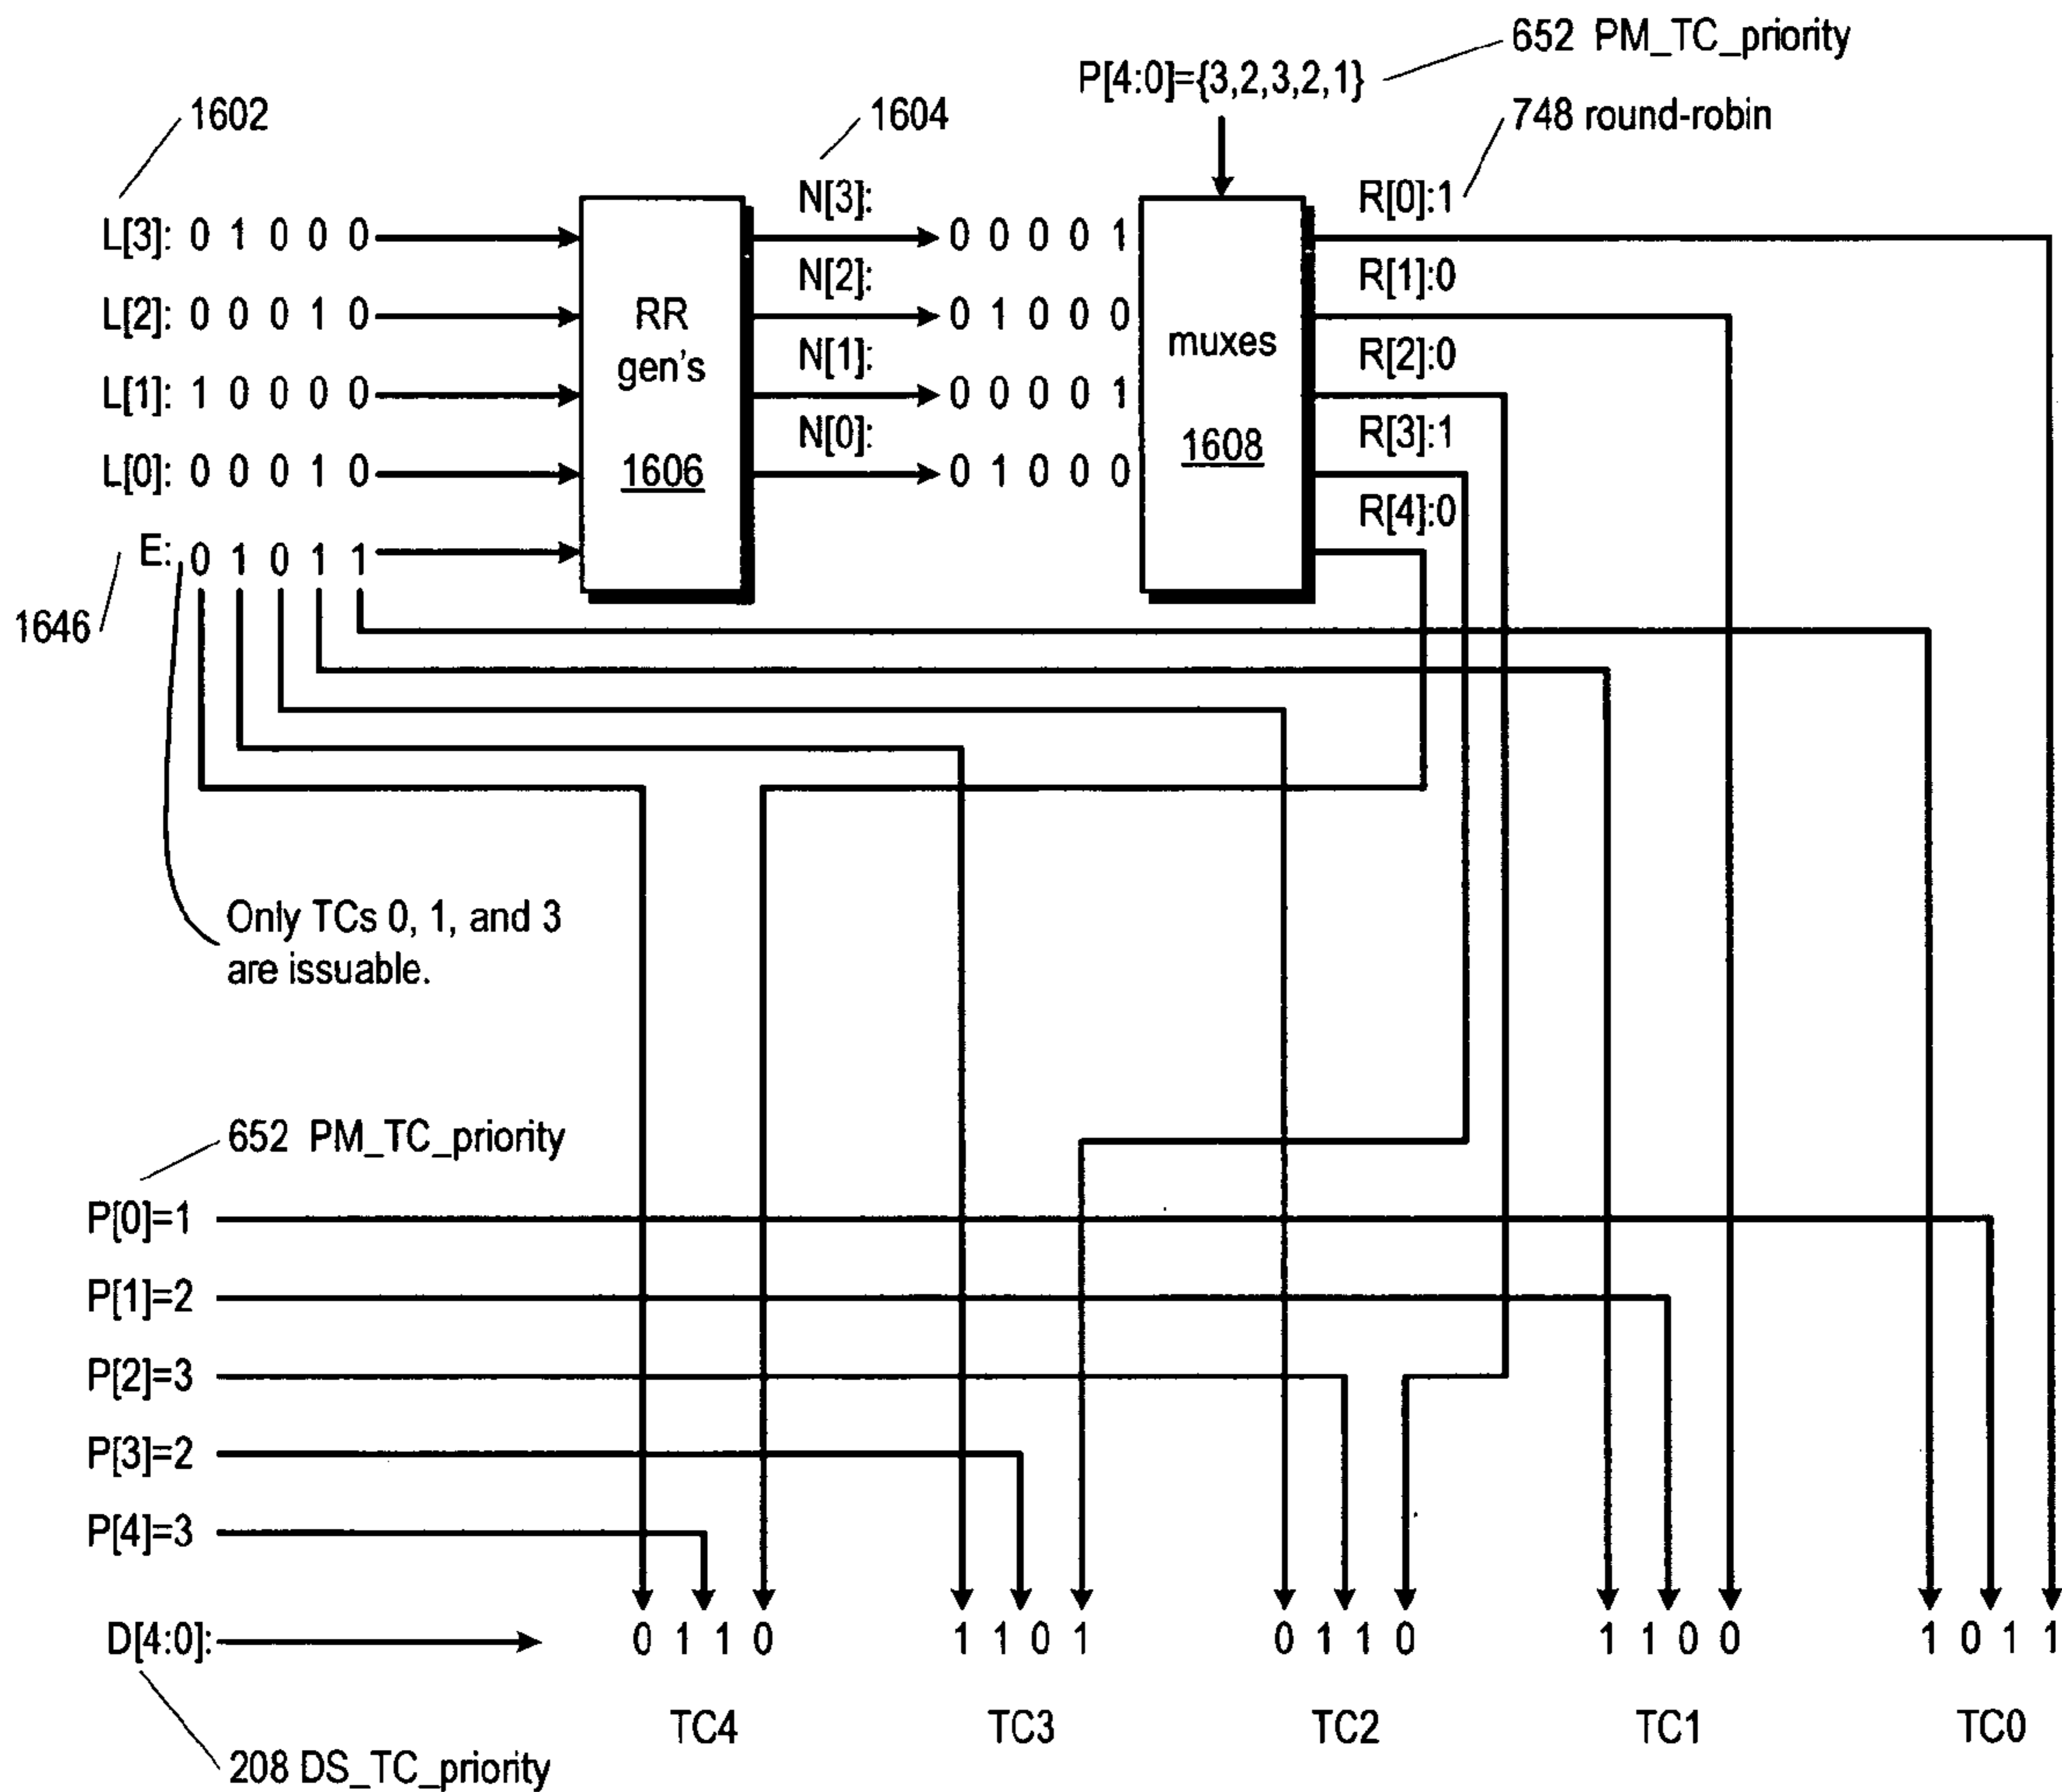 652 PM_TC_priority
P[4:0]={3,2,3,2,1}
1602
1604
748 round-robin
N[3]:
R[0]:1
L[3]: 0 1 0 0 0
0 0 0 0 1
N[2]:
R[1]:0
L[2]: 0 0 0 1 0
RR
0 1 0 0 0
muxes
gen's
N[1]:
R[2]:0
L[1]: 1 0 0 0 0
0 0 0 0 1
N[0]:
R[3]:1
1608
L[0]: 0 0 0 1 0
1606
0 1 0 0 0
R[4]:0
E: 0 1 0 1 1
1646
Only TCs 0, 1, and 3
are issuable.
652 PM_TC_priority
P[0]=1
P[1]=2
P[2]=3
P[3]=2
P[4]=3
D[4:0]:
0 1 1 0
1 1 0 1
0 1 1 0
1 1 0 0
1 0 1 1
TC4
TC3
TC2
TC1
TC0
208 DS_TC_priority